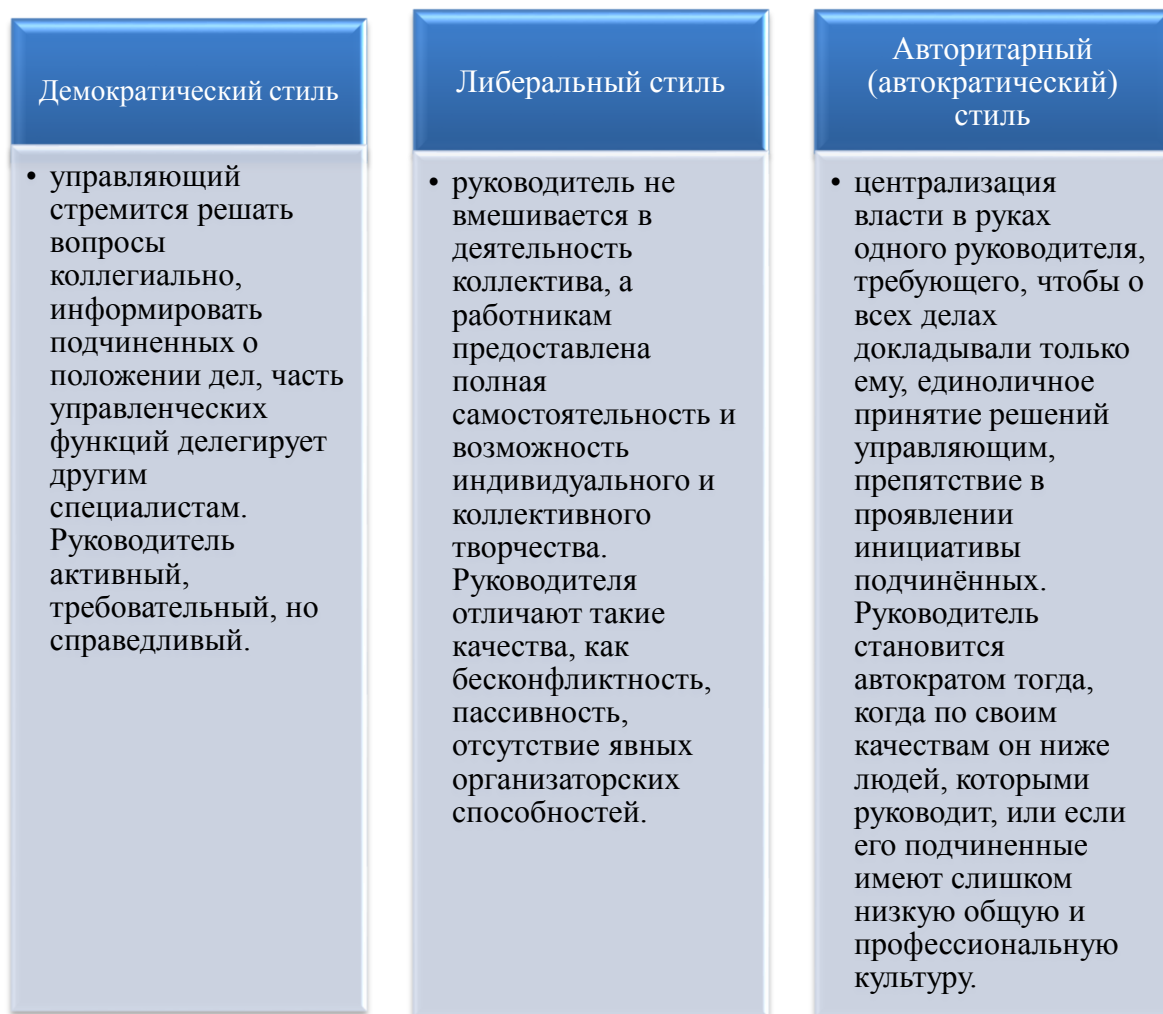 Демократический стиль
• управляющий
стремится решать
вопросы
коллегиально,
информировать
подчиненных о
положении дел, часть
управленческих
функций делегирует
другим
специалистам.
Руководитель
активный,
требовательный, но
справедливый.
Либеральный стиль
• руководитель не
вмешивается в
деятельность
коллектива, а
работникам
предоставлена
полная
самостоятельность и
возможность
индивидуального и
коллективного
творчества.
Руководителя
отличают такие
качества, как
бесконфликтность,
пассивность,
отсутствие явных
организаторских
способностей.
Авторитарный
(автократический)
стиль
• централизация
власти в руках
одного руководителя,
требующего, чтобы о
всех делах
докладывали только
ему, единоличное
принятие решений
управляющим,
препятствие в
проявлении
инициативы
подчинённых.
Руководитель
становится
автократом тогда,
когда по своим
качествам он ниже
людей, которыми
руководит, или если
его подчиненные
имеют слишком
низкую общую и
профессиональную
культуру.